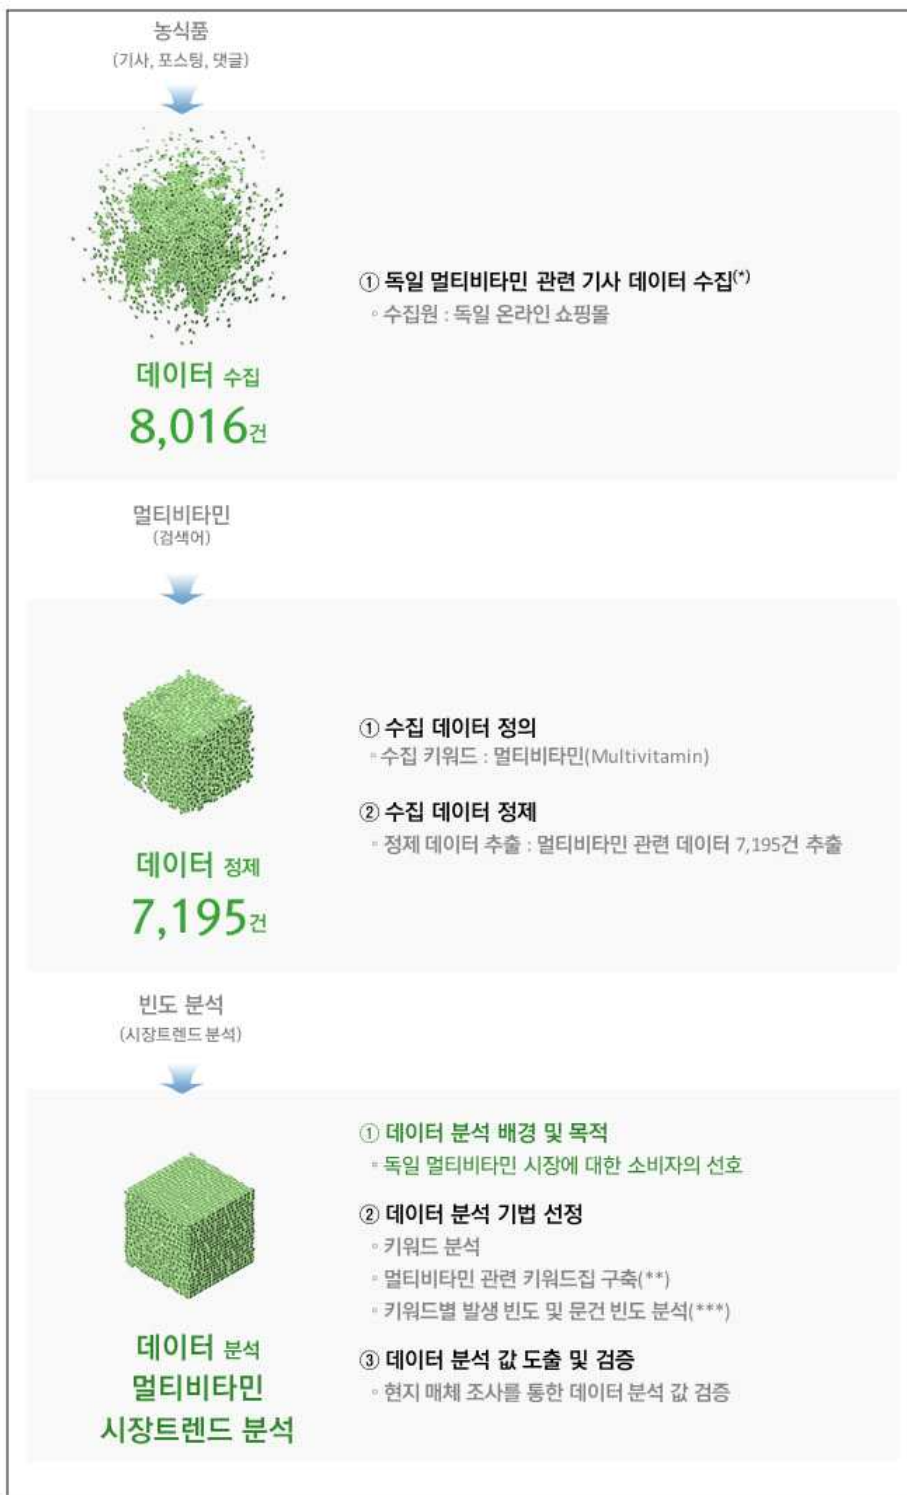 농식품
(기사, 포스팅, 댓글)
① 독일 멀티비타민 관련 기사 데이터 수집(*)
▫ 수집원 : 독일 온라인 쇼핑몰
데이터 수집
8,016건
멀티비타민
(검색어)
① 수집 데이터 정의
▫ 수집 키워드 : 멀티비타민(Multivitamin)
② 수집 데이터 정제
▫ 정제 데이터 추출 : 멀티비타민 관련 데이터 7,195건 추출
데이터 정제
7,195건
빈도 분석
(시장트렌드 분석)
① 데이터 분석 배경 및 목적
▫ 독일 멀티비타민 시장에 대한 소비자의 선호
② 데이터 분석 기법 선정
▫ 키워드 분석
▫ 멀티비타민 관련 키워드집 구축(**)
▫ 키워드별 발생 빈도 및 문건 빈도 분석(***)
③ 데이터 분석 값 도출 및 검증
▫ 현지 매체 조사를 통한 데이터 분석 값 검증
데이터 분석
멀티비타민
시장트렌드 분석